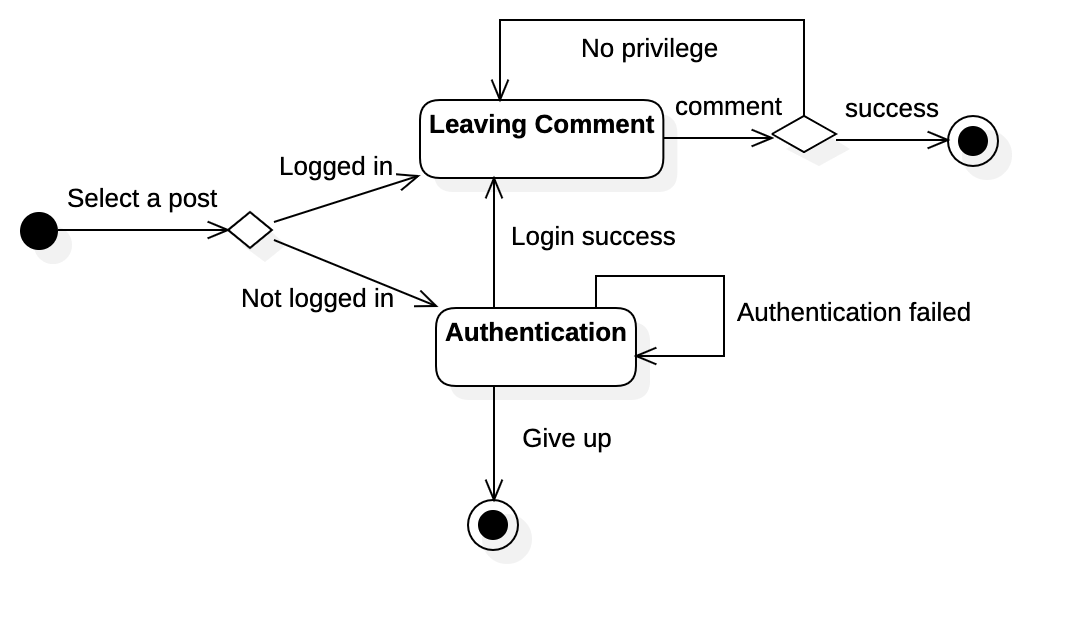 No privilege
comment
success
Leaving Comment
Logged in
Select a post
Login success
Not logged in
Authentication failed
Authentication
Give up